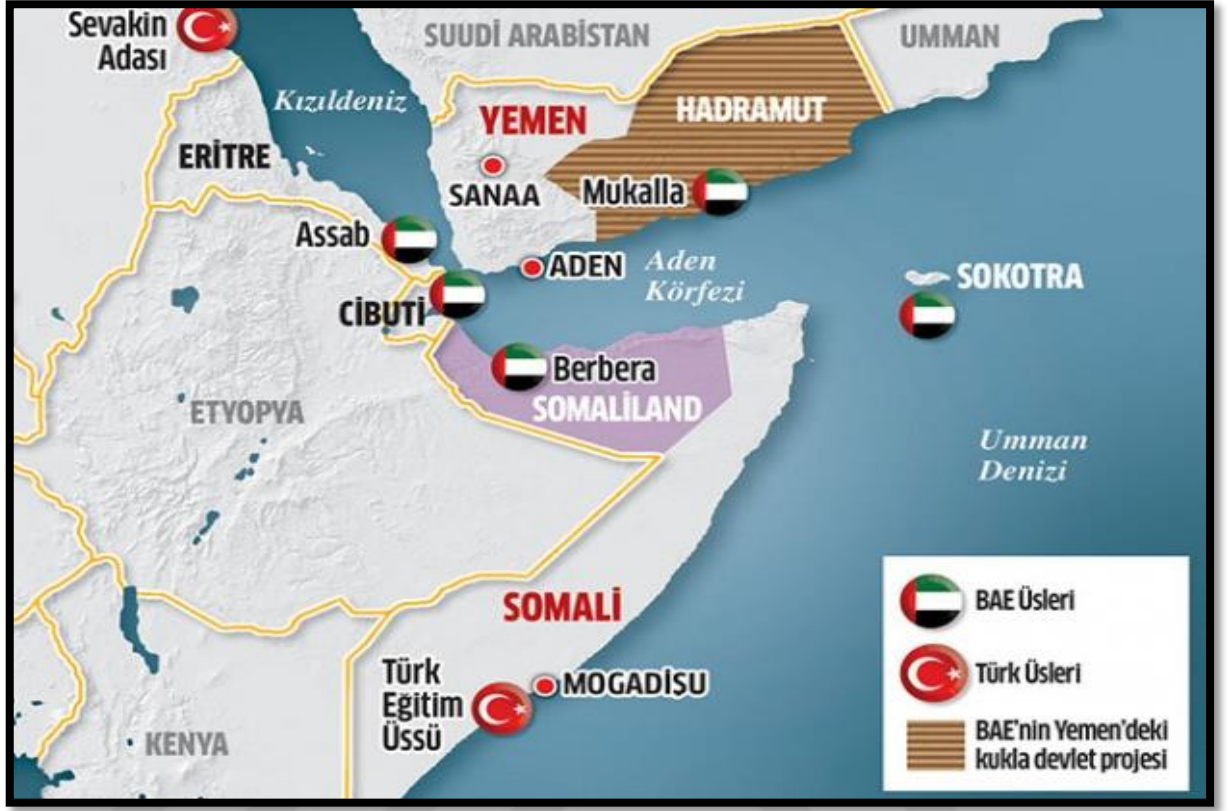 Sevakin
Adası
SUUDİ ARABİSTAN
UMMAN
Kızıldeniz
YEMEN
HADRAMUT
ERİTRE
SANAA
Mukalla
Assab
ADEN
Aden
Körfezi
SOKOTRA
CİBUTİ
Berbera
SOMALİLAND
ETYOPYA
Umman
Denizi
SOMALİ
Türk
Eğitim
Üssü
MOGADİŞU
KENYA
BAE Üsleri
Türk Üsleri
BAE'nin Yemen'deki
kukla devlet projesi